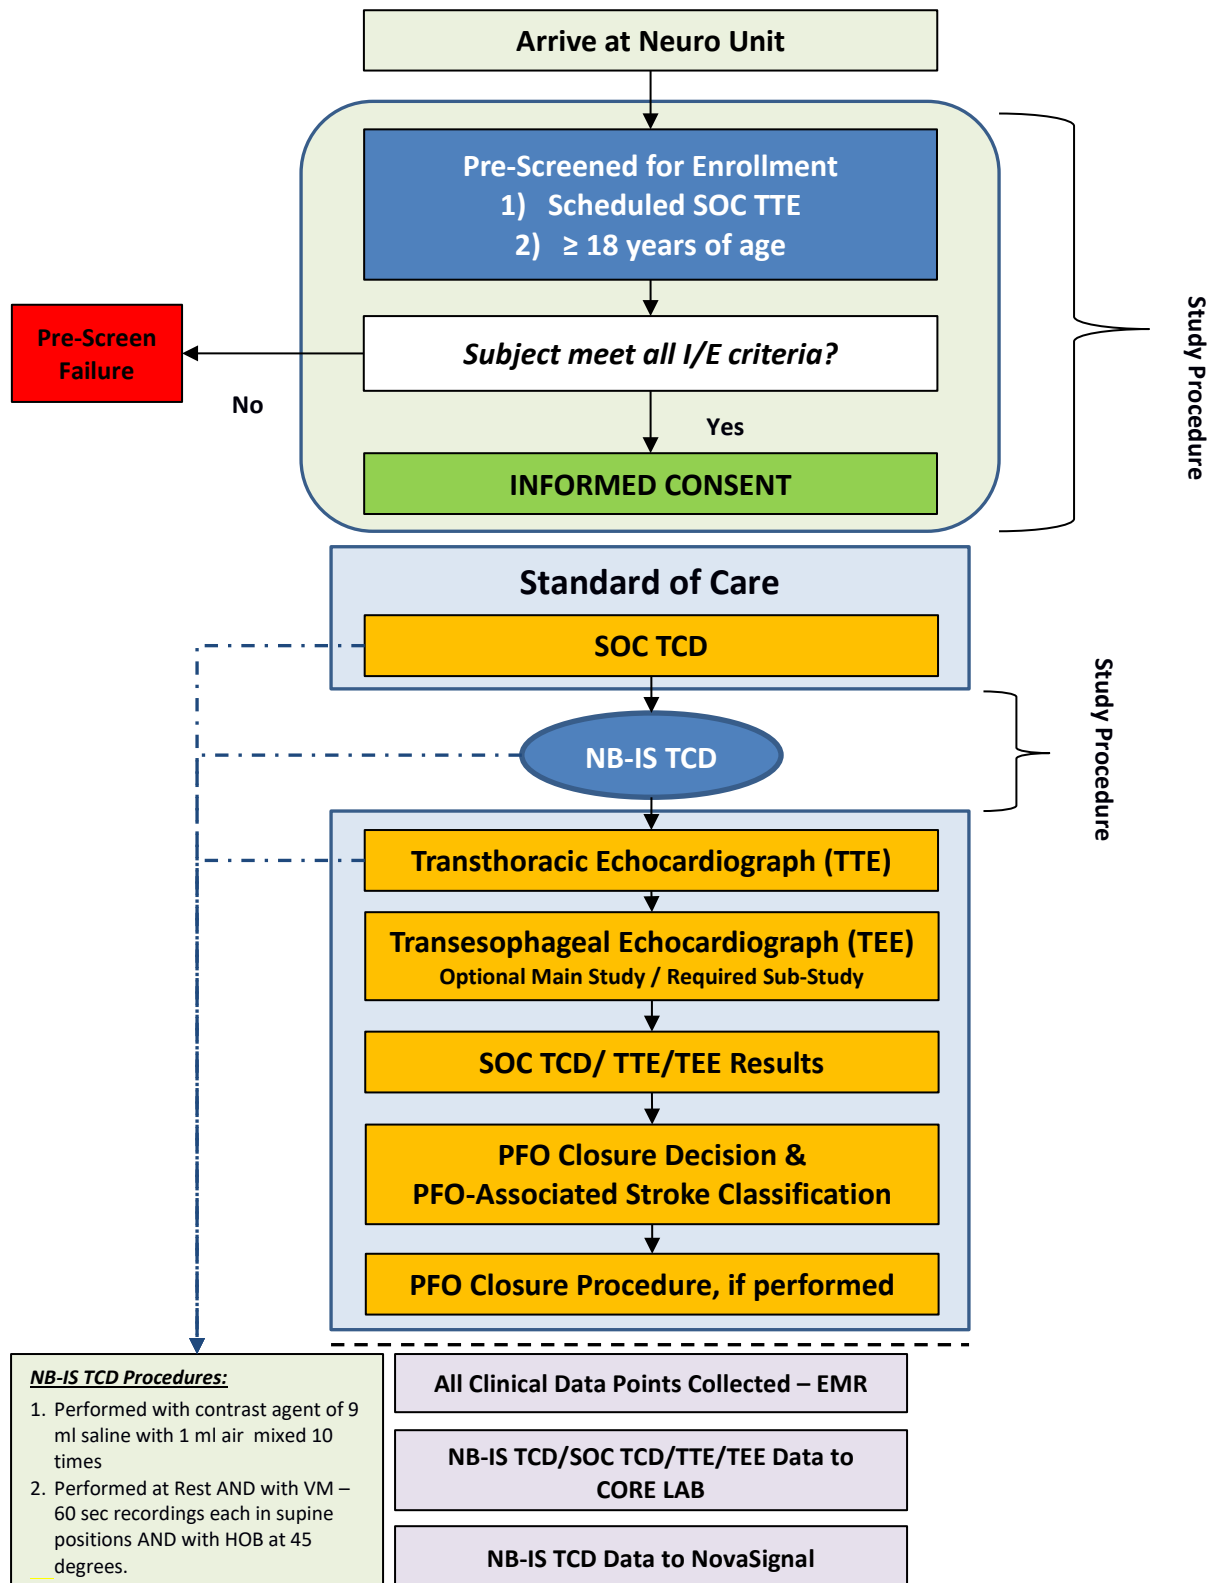 Arrive at Neuro Unit
Pre-Screened for Enrollment
1) Scheduled SOC TTE
2) ≥ 18 years of age
Study Procedure
Pre-Screen
Failure
Subject meet all I/E criteria?
No
Yes
INFORMED CONSENT
Standard of Care
SOC TCD
Study Procedure
NB-IS TCD
Transthoracic Echocardiograph (TTE)
Transesophageal Echocardiograph (TEE)
Optional Main Study / Required Sub-Study
SOC TCD/ TTE/TEE Results
PFO Closure Decision &
PFO-Associated Stroke Classification
PFO Closure Procedure, if performed
NB-IS TCD Procedures:
1. Performed with contrast agent of 9
ml saline with 1 ml air mixed 10
times
2. Performed at Rest AND with VM –
60 sec recordings each in supine
positions AND with HOB at 45
degrees.
All Clinical Data Points Collected – EMR
NB-IS TCD/SOC TCD/TTE/TEE Data to
CORE LAB
NB-IS TCD Data to NovaSignal